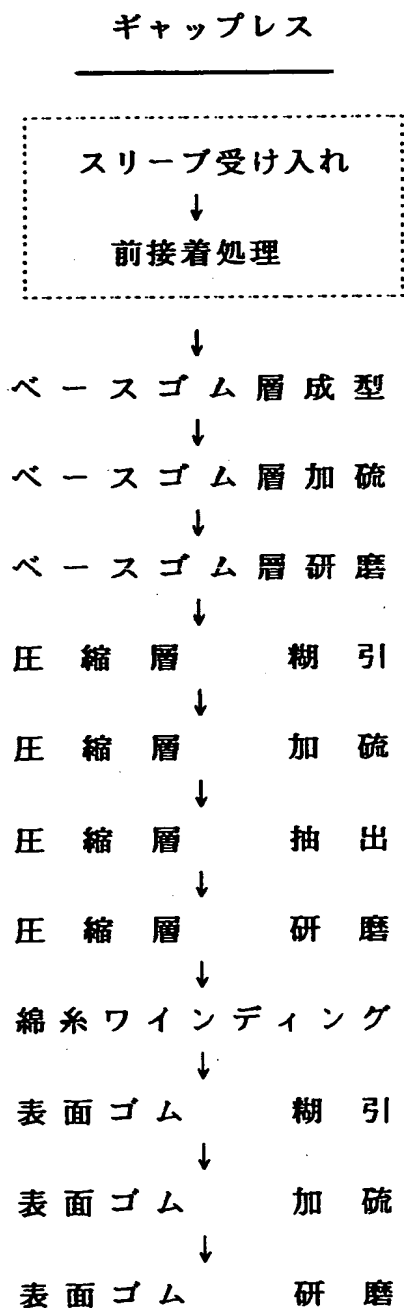 ギャップレス
スリーブ受け入れ
↓
前接着処理
↓
ベースゴム層成型
↓
ベースゴム層加硫
↓
ベースゴム層研磨
↓
圧縮層 糊引
↓
圧縮層 加硫
↓
圧縮層 抽出
↓
圧縮層 研磨
↓
綿糸ワインディング
↓
表面ゴム 糊引
↓
表面ゴム 加硫
↓
表面ゴム 研磨